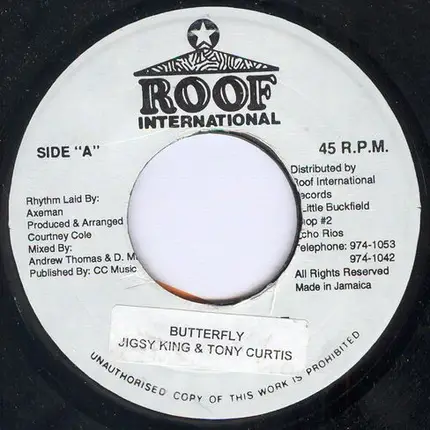 ROOF
INTERNATIONAL
SIDE "A"
45 R.P.M.
Rhythm Laid By:
Axeman
Produced & Arranged
Courtney Cole
Mixed By:
Andrew Thomas & D. M
Published By: CC Music
Distributed by
Roof International
Records
Little Buckfield
Shop #2
Ocho Rios
Telephone: 974-1053
974-1042
All Rights Reserved
Made in Jamaica
BUTTERFLY
JIGSY KING & TONY CURTIS
UNAUTHORISED COPY OF THIS WORK IS PROHIBITED